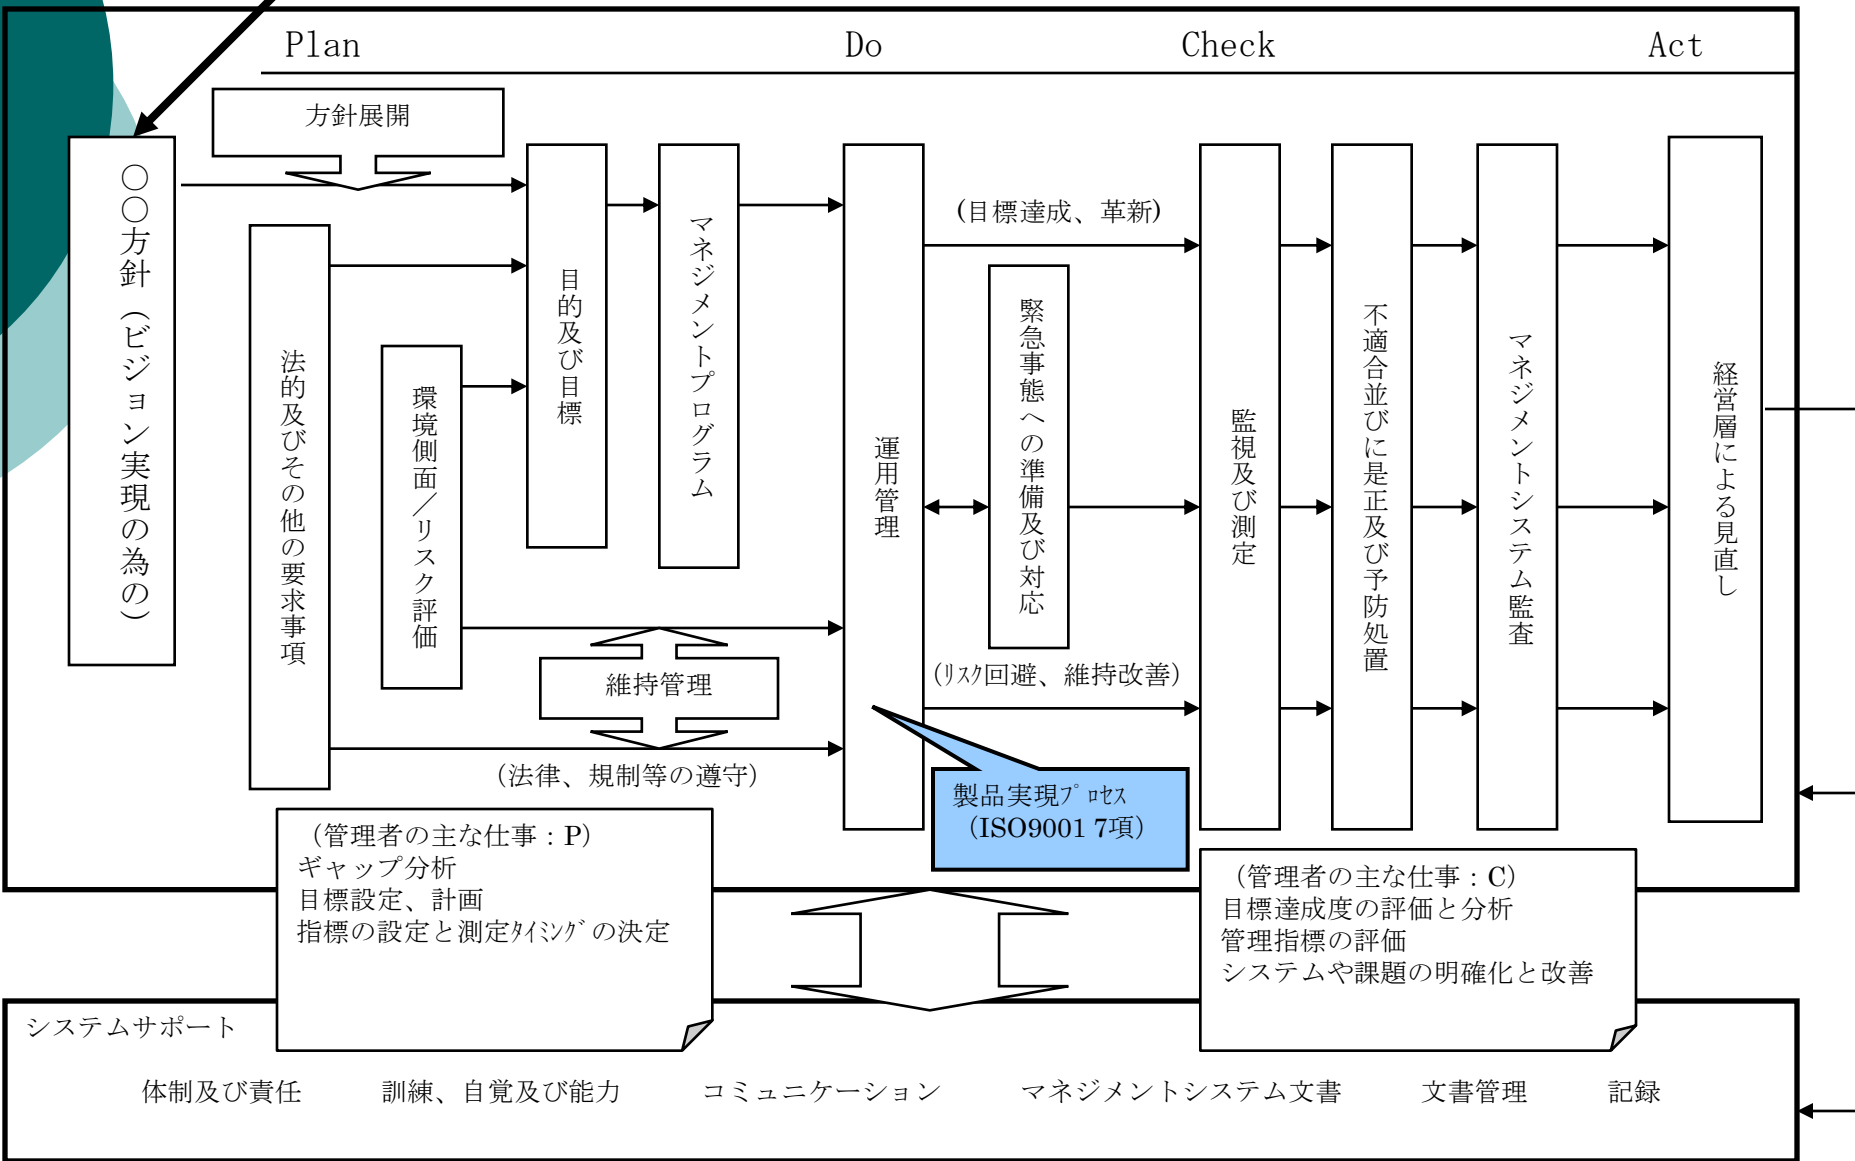 Plan
Do
Check
Act
方針展開
○○方針（ビジョン実現の為の）
法的及びその他の要求事項
環境側面／リスク評価
目的及び目標
マネジメントプログラム
運用管理
(目標達成、革新)
緊急事態への準備及び対応
監視及び測定
不適合並びに是正及び予防処置
マネジメントシステム監査
経営層による見直し
維持管理
(ﾘｽｸ回避、維持改善)
(法律、規制等の遵守)
製品実現ﾌﾟﾛｾｽ
（ISO9001 7項）
（管理者の主な仕事：P）
ギャップ分析
目標設定、計画
指標の設定と測定ﾀｲﾐﾝｸﾞの決定
（管理者の主な仕事：C）
目標達成度の評価と分析
管理指標の評価
システムや課題の明確化と改善
システムサポート
体制及び責任 訓練、自覚及び能力 コミュニケーション マネジメントシステム文書 文書管理 記録